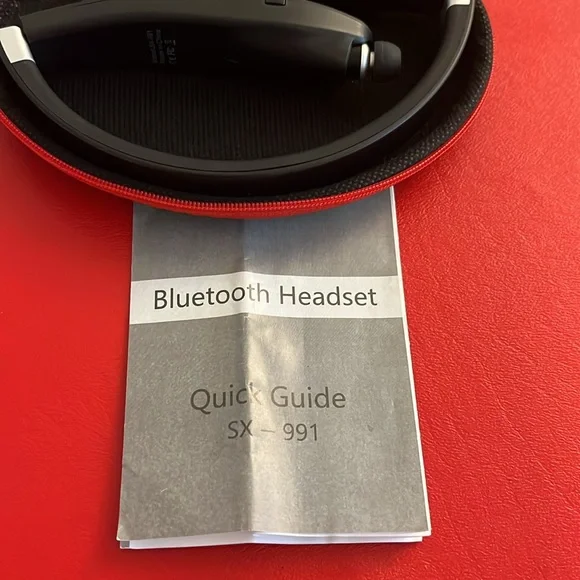 Bluetooth Headset
Quick Guide
SX – 991